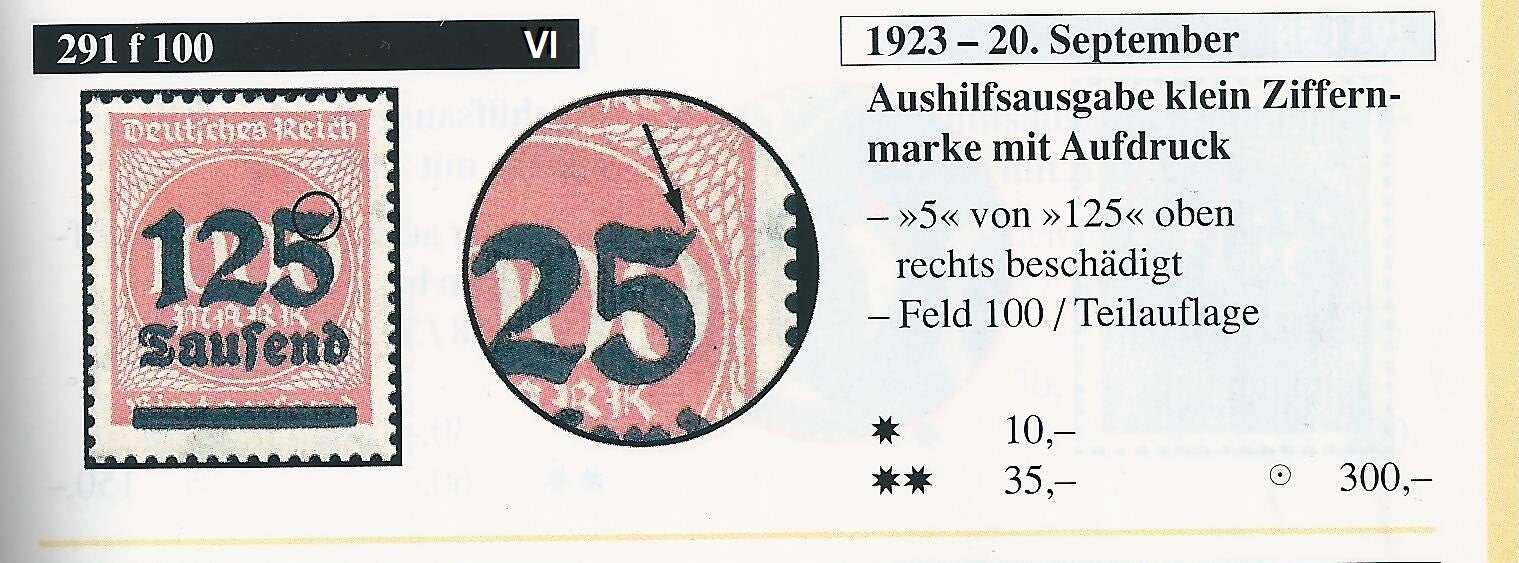 291 f 100 VI
Deutsches Reich
125
MARK
Tausend
25
MARK
1923 – 20. September
Aushilfsausgabe klein Ziffern-
marke mit Aufdruck
– »5« von »125« oben
rechts beschädigt
– Feld 100 / Teilauflage
✷ 10,–
✷✷ 35,– ⊙ 300,–